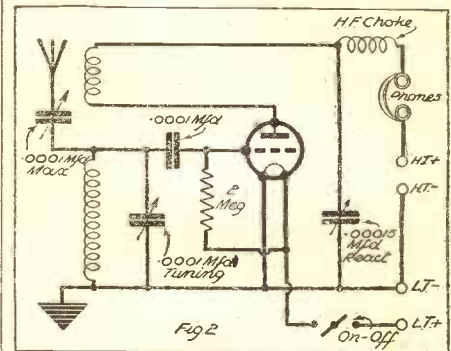 H.F Choke
Phones
.0001 Mfd
.0001 Mfd
Max
HT+
HT-
2
Meg
.00015
Mfd
React
.0001 Mfd
Tuning
LT-
LT+
On-Off
Fig 2